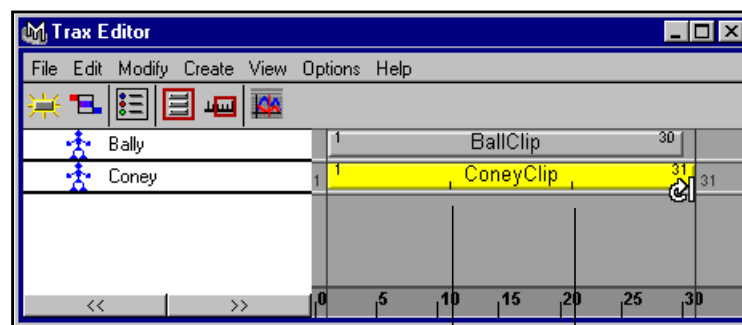 Trax Editor
File Edit Modify Create View Options Help
Bally 1 BallClip 30
Coney 1 1 ConeyClip 31 31
<< >> 0 5 10 15 20 25 30